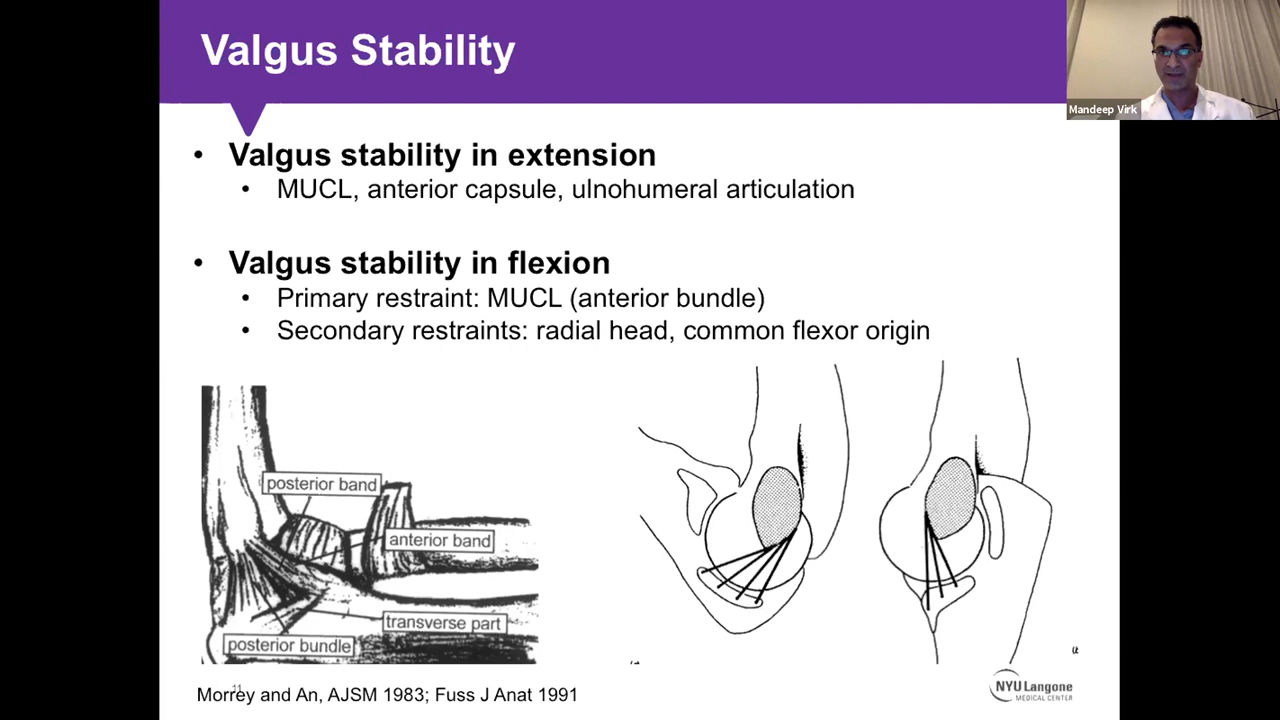 Valgus Stability
Mandeep Virk
• Valgus stability in extension
• MUCL, anterior capsule, ulnohumeral articulation
• Valgus stability in flexion
• Primary restraint: MUCL (anterior bundle)
• Secondary restraints: radial head, common flexor origin
posterior band
anterior band
transverse part
posterior bundle
11
Morrey and An, AJSM 1983; Fuss J Anat 1991
NYU Langone
MEDICAL CENTER